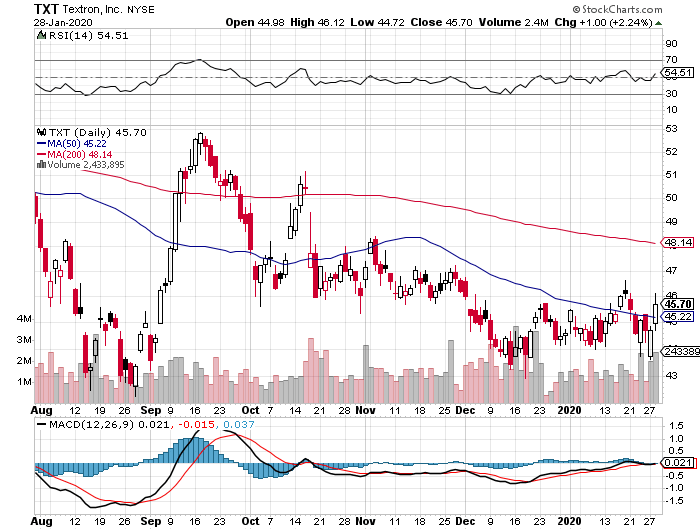 TXT Textron, Inc. NYSE © StockCharts.com
28-Jan-2020 Open 44.98 High 46.12 Low 44.72 Close 45.70 Volume 2.4M Chg +1.00 (+2.24%)
RSI(14) 54.51
90
70
54.51
30
10
TXT (Daily) 45.70
MA(50) 45.22
MA(200) 48.14
Volume 2,433,895
53
52
51
50
49
48.14
47
46
45.70
45.22
45
44
243389
43
4M
3M
2M
1M
Aug 12 19 26 Sep 9 16 23 Oct 7 14 21 28 Nov 11 18 25 Dec 9 16 23 2020 13 21 27
MACD(12,26,9) 0.021, -0.015, 0.037
1.5
1.0
0.5
0.021
-0.5
-1.0
-1.5
Aug 12 19 26 Sep 9 16 23 Oct 7 14 21 28 Nov 11 18 25 Dec 9 16 23 2020 13 21 27